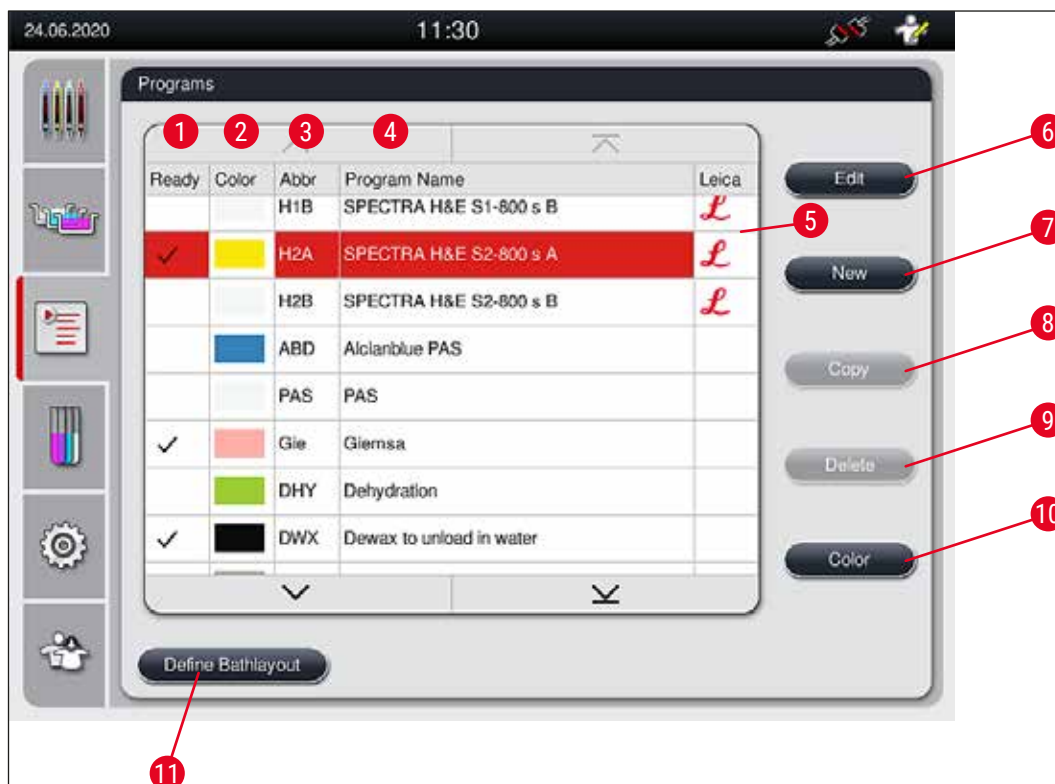 24.06.2020 11:30
Programs
1 2 3 4
6
Ready Color Abbr Program Name Leica
Edit
H1B SPECTRA H&E S1-800 s B L
5
7
H2A SPECTRA H&E S2-800 s A L
New
H2B SPECTRA H&E S2-800 s B L
8
ABD Alcianblue PAS
Copy
PAS PAS
9
Gie Giemsa
Delete
DHY Dehydration
10
DWX Dewax to unload in water
Color
Define Bathlayout
11